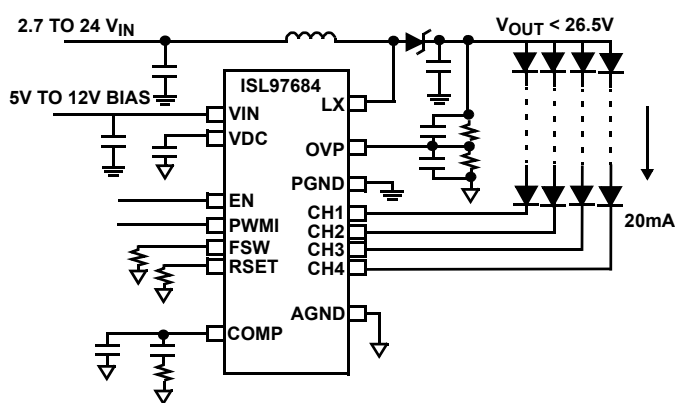 2.7 TO 24 VIN
VOUT < 26.5V
ISL97684
5V TO 12V BIAS
LX
VIN
VDC
OVP
PGND
EN
CH1
PWMI
CH2
20mA
FSW
CH3
RSET
CH4
AGND
COMP